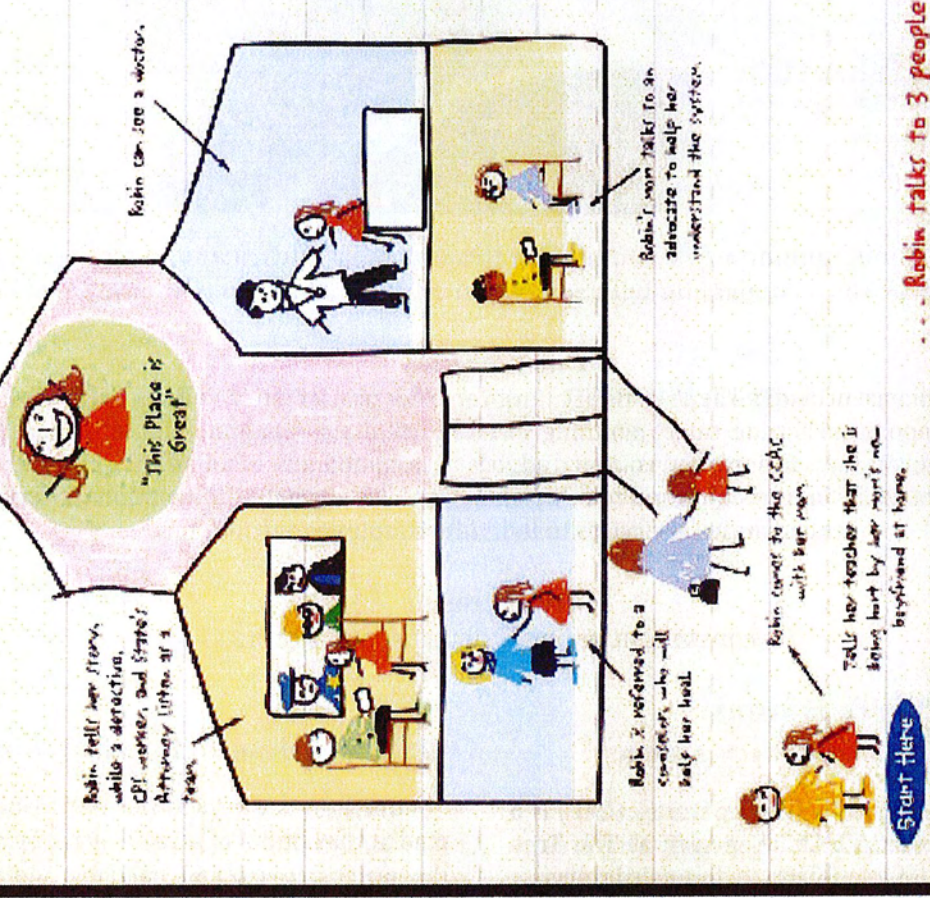 "This Place is
Great"
Robin can see a doctor.
Robin tells her story,
while a detective,
CPS worker, and State's
Attorney listen as a
team.
Robin's mom talks to an
advocate to help her
understand the system.
Robin is referred to a
counselor who will
help her heal
Robin comes to the CCAC
with her mom
Tells her teacher that she is
being hurt by her mom's new
boyfriend at home.
Start Here
Robin talks to 3 people